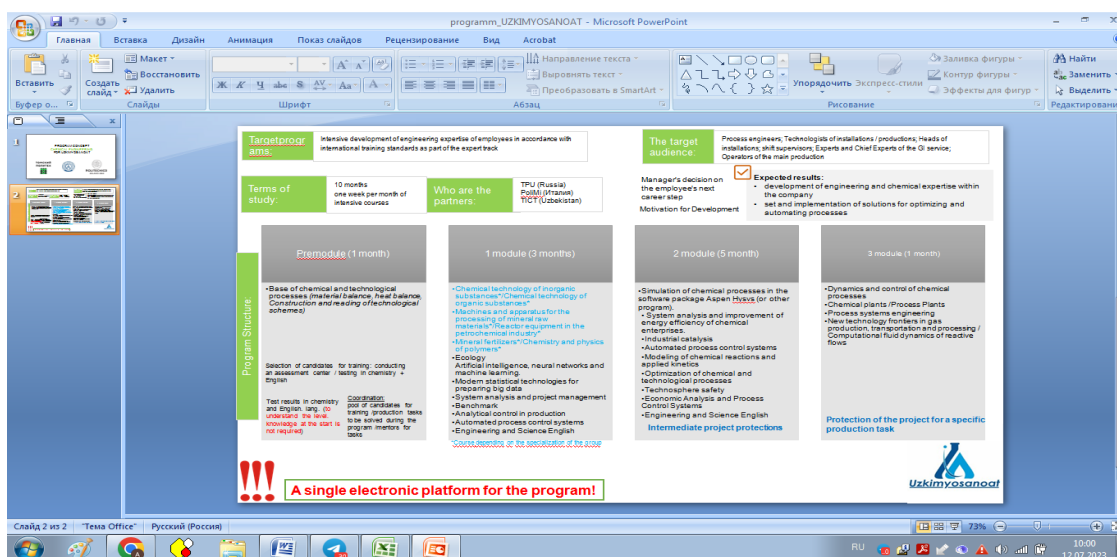 programm_UZKIMYOSANOAT - Microsoft PowerPoint
Главная Вставка Дизайн Анимация Показ слайдов Рецензирование Вид Acrobat
Вставить
Создать слайд
Макет
Восстановить
Удалить
Направление текста
Выровнять текст
Преобразовать в SmartArt
Упорядочить Экспресс-стили
Заливка фигуры
Контур фигуры
Эффекты для фигур
Найти
Заменить
Выделить
Буфер о...
Слайды
Шрифт
Абзац
Рисование
Редактирование
1
2
Targetprogr
ams:
Intensive development of engineering expertise of employees in accordance with
international training standards as part of the expert track
The target
audience:
Process engineers; Technologists of installations / productions; Heads of
installations; shift supervisors; Experts and Chief Experts of the GI service;
Operators of the main production
Terms of
study:
10 months
one week per month of
intensive courses
Who are the
partners:
TPU (Russia)
PoliMi (Италия)
TICT (Uzbekistan)
Manager's decision on
the employee's next
career step
Motivation for Development
Expected results:
• development of engineering and chemical expertise within
the company
• set and implementation of solutions for optimizing and
automating processes
Program Structure:
Premodule (1 month)
•Base of chemical and technological
processes (material balance, heat balance,
Construction and reading of technological
schemes)
Selection of candidates for training: conducting
an assessment center / testing in chemistry +
English
Test results in chemistry
and English. lang. (to
understand the level.
knowledge at the start is
not required)
Coordination:
pool of candidates for
training /production tasks
to be solved during the
program /mentors for
tasks
1 module (3 months)
•Chemical technology of inorganic
substances*/Chemical technology of
organic substances*
•Machines and apparatus for the
processing of mineral raw
materials*/Reactor equipment in the
petrochemical industry*
•Mineral fertilizers*/Chemistry and physics
of polymers*
•Ecology
Artificial intelligence, neural networks and
machine learning.
•Modern statistical technologies for
preparing big data
•System analysis and project management
•Benchmark
•Analytical control in production
•Automated process control systems
•Engineering and Science English
*Course depending on the specialization of the group
2 module (5 month)
•Simulation of chemical processes in the
software package Aspen Hysys (or other
program).
• System analysis and improvement of
energy efficiency of chemical
enterprises.
•Industrial catalysis
•Automated process control systems
•Modeling of chemical reactions and
applied kinetics
•Optimization of chemical and
technological processes
•Technosphere safety
•Economic Analysis and Process
Control Systems
•Engineering and Science English
Intermediate project protections
3 module (1 month)
•Dynamics and control of chemical
processes
•Chemical plants /Process Plants
•Process systems engineering
•New technology frontiers in gas
production, transportation and processing /
Computational fluid dynamics of reactive
flows
Protection of the project for a specific
production task
!!!
A single electronic platform for the program!
Uzkimyosanoat
Слайд 2 из 2 "Тема Office" Русский (Россия)
73%
RU
10:00
12.07.2023